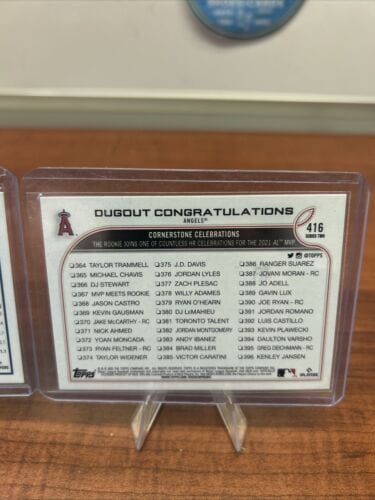 DUGOUT CONGRATULATIONS
ANGELS®
416
SERIES TWO
CORNERSTONE CELEBRATIONS
THE ROOKIE JOINS ONE OF COUNTLESS HR CELEBRATIONS FOR THE 2021 AL™ MVP.
@TOPPS
364 TAYLOR TRAMMELL
365 MICHAEL CHAVIS
366 DJ STEWART
367 MVP MEETS ROOKIE
368 JASON CASTRO
369 KEVIN GAUSMAN
370 JAKE McCARTHY - RC
371 NICK AHMED
372 YOAN MONCADA
373 RYAN FELTNER - RC
374 TAYLOR WIDENER
375 J.D. DAVIS
376 JORDAN LYLES
377 ZACH PLESAC
378 WILLY ADAMES
379 RYAN O'HEARN
380 DJ LeMAHIEU
381 TORONTO TALENT
382 JORDAN MONTGOMERY
383 ANDY IBANEZ
384 BRAD MILLER
385 VICTOR CARATINI
386 RANGER SUAREZ
387 JOVANI MORAN - RC
388 JO ADELL
389 GAVIN LUX
390 JOE RYAN - RC
391 JORDAN ROMANO
392 LUIS CASTILLO
393 KEVIN PLAWECKI
394 DAULTON VARSHO
395 GREG DEICHMANN - RC
396 KENLEY JANSEN
Topps
PLAYERS